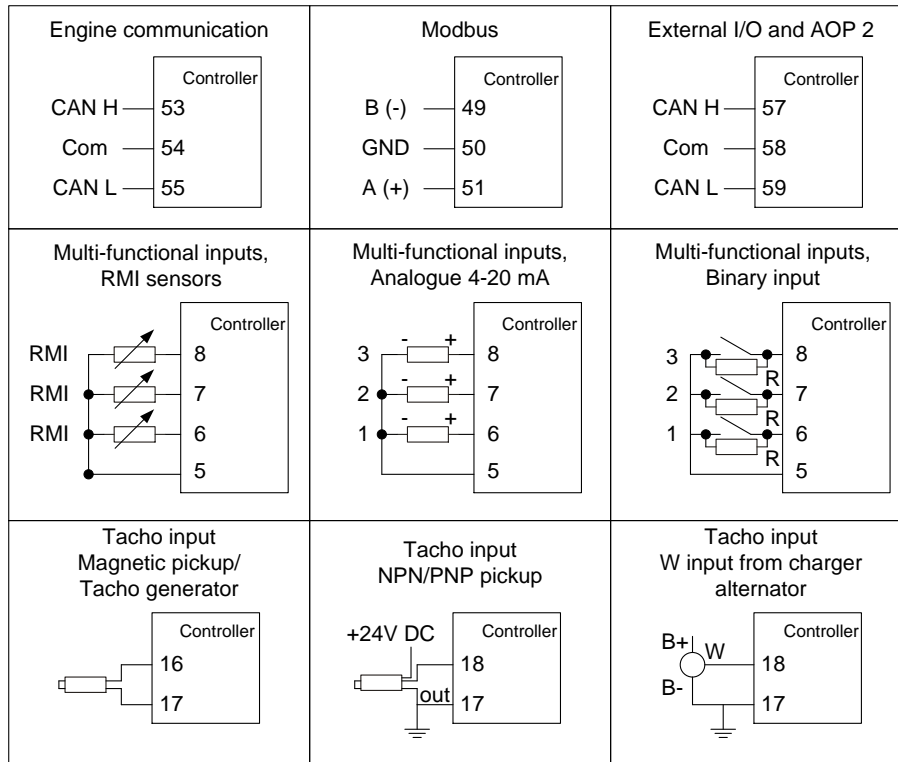 Engine communication
Controller
CAN H 53
Com 54
CAN L 55
Modbus
Controller
B (-) 49
GND 50
A (+) 51
External I/O and AOP 2
Controller
CAN H 57
Com 58
CAN L 59
Multi-functional inputs,
RMI sensors
Controller
RMI 8
RMI 7
RMI 6
5
Multi-functional inputs,
Analogue 4-20 mA
Controller
3 - + 8
2 - + 7
1 - + 6
5
Multi-functional inputs,
Binary input
Controller
3 8
R
2 7
R
1 6
R
5
Tacho input
Magnetic pickup/
Tacho generator
Controller
16
17
Tacho input
NPN/PNP pickup
+24V DC
Controller
18
out 17
Tacho input
W input from charger
alternator
Controller
B+ W
18
B-
17